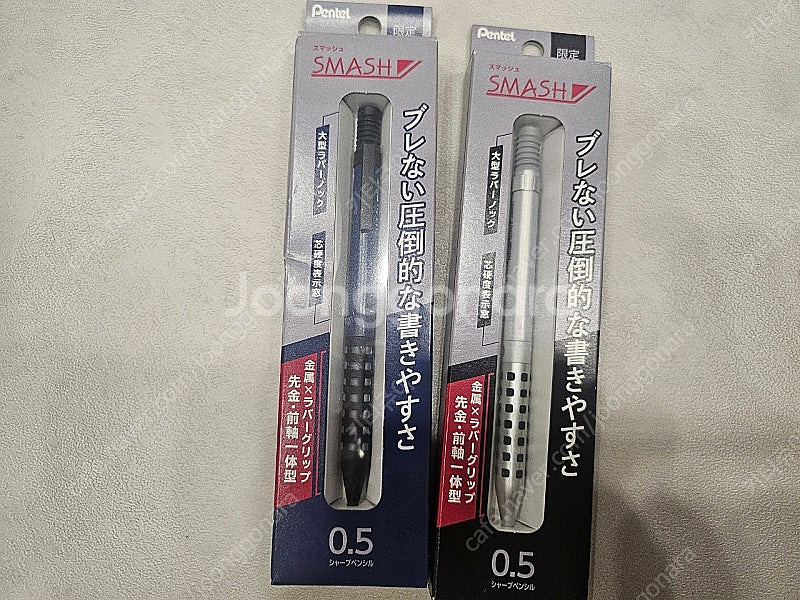 Pentel
限定
スマッシュ
SMASH
ブレない圧倒的な書きやすさ
大型ラバーノック
芯硬度表示窓
金属×ラバーグリップ
先金・前軸一体型
0.5
シャープペンシル
Pentel
限定
スマッシュ
SMASH
ブレない圧倒的な書きやすさ
大型ラバーノック
芯硬度表示窓
金属×ラバーグリップ
先金・前軸一体型
0.5
シャープペンシル
Joongonara